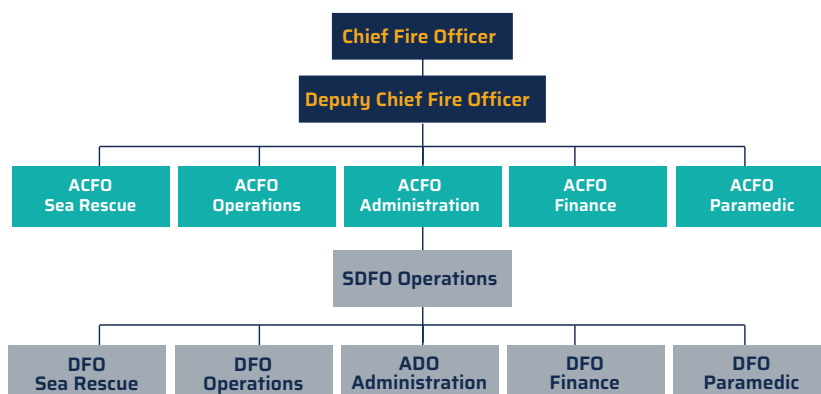 Chief Fire Officer
Deputy Chief Fire Officer
ACFO
Sea Rescue
ACFO
Operations
ACFO
Administration
ACFO
Finance
ACFO
Paramedic
SDFO Operations
DFO
Sea Rescue
DFO
Operations
ADO
Administration
DFO
Finance
DFO
Paramedic